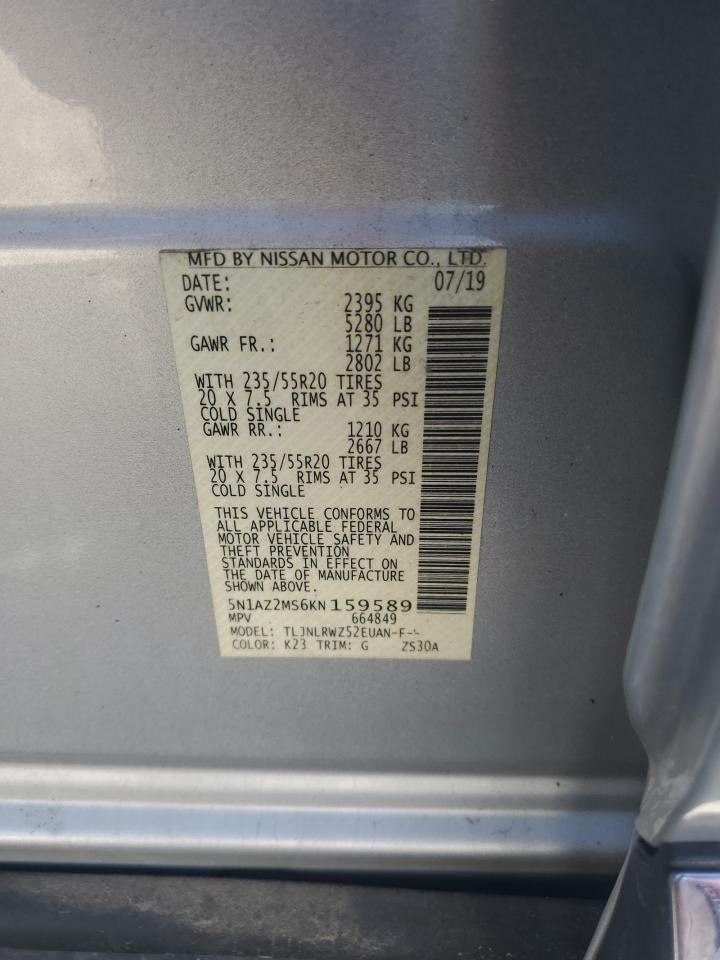 MFD BY NISSAN MOTOR CO., LTD.
DATE: 07/19
GVWR: 2395 KG
5280 LB
GAWR FR.: 1271 KG
2802 LB
WITH 235/55R20 TIRES
20 X 7.5 RIMS AT 35 PSI
COLD SINGLE
GAWR RR.: 1210 KG
2667 LB
WITH 235/55R20 TIRES
20 X 7.5 RIMS AT 35 PSI
COLD SINGLE
THIS VEHICLE CONFORMS TO
ALL APPLICABLE FEDERAL
MOTOR VEHICLE SAFETY AND
THEFT PREVENTION
STANDARDS IN EFFECT ON
THE DATE OF MANUFACTURE
SHOWN ABOVE.
5N1AZ2MS6KN159589
MPV 664849
MODEL: TLJNLRWZ52EUAN-F--
COLOR: K23 TRIM: G ZS30A